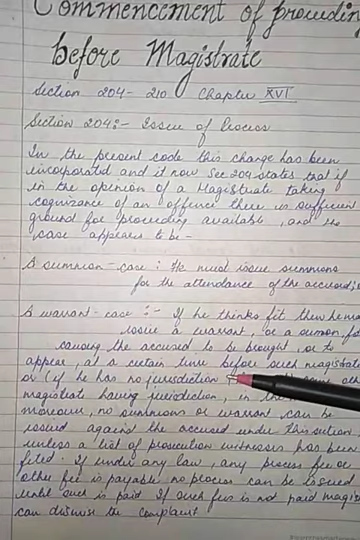 Commencement of proceeding
before Magistrate
Section 204 - 210 Chapter XVI
Section 204:- Issue of Process
In the present code this charge has been
incorporated and it now Sec 204 states that if
in the opinion of a Magistrate taking
cognizance of an offence there is sufficient
ground for proceeding available, and the
case appears to be -
A summon-case : He must issue summons
for the attendance of the accused;
A warrant-case :- If he thinks fit then he ma
issue a warrant, or a summon, for
causing the accused to be brought, or to
appear, at a certain time before such magistrate
or (if he has no jurisdiction some
magistrate having jurisdiction, in the
moreover, no summons or warrant can be
issued against the accused under this section
unless a list of prosecution witnesses has been
filed. If under any law, any process fee or
other fee is payable no process can be issued
until such is paid If such fees is not paid magis
can dismiss the complaint